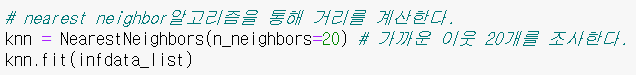 # nearest neighbor알고리즘을 통해 거리를 계산한다.
knn = NearestNeighbors(n_neighbors=20) # 가까운 이웃 20개를 조사한다.
knn.fit(infdata_list)